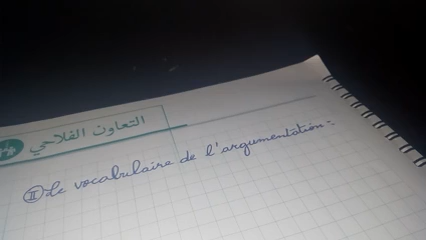 التعاون الفلاحي
II Le vocabulaire de l'argumentation :